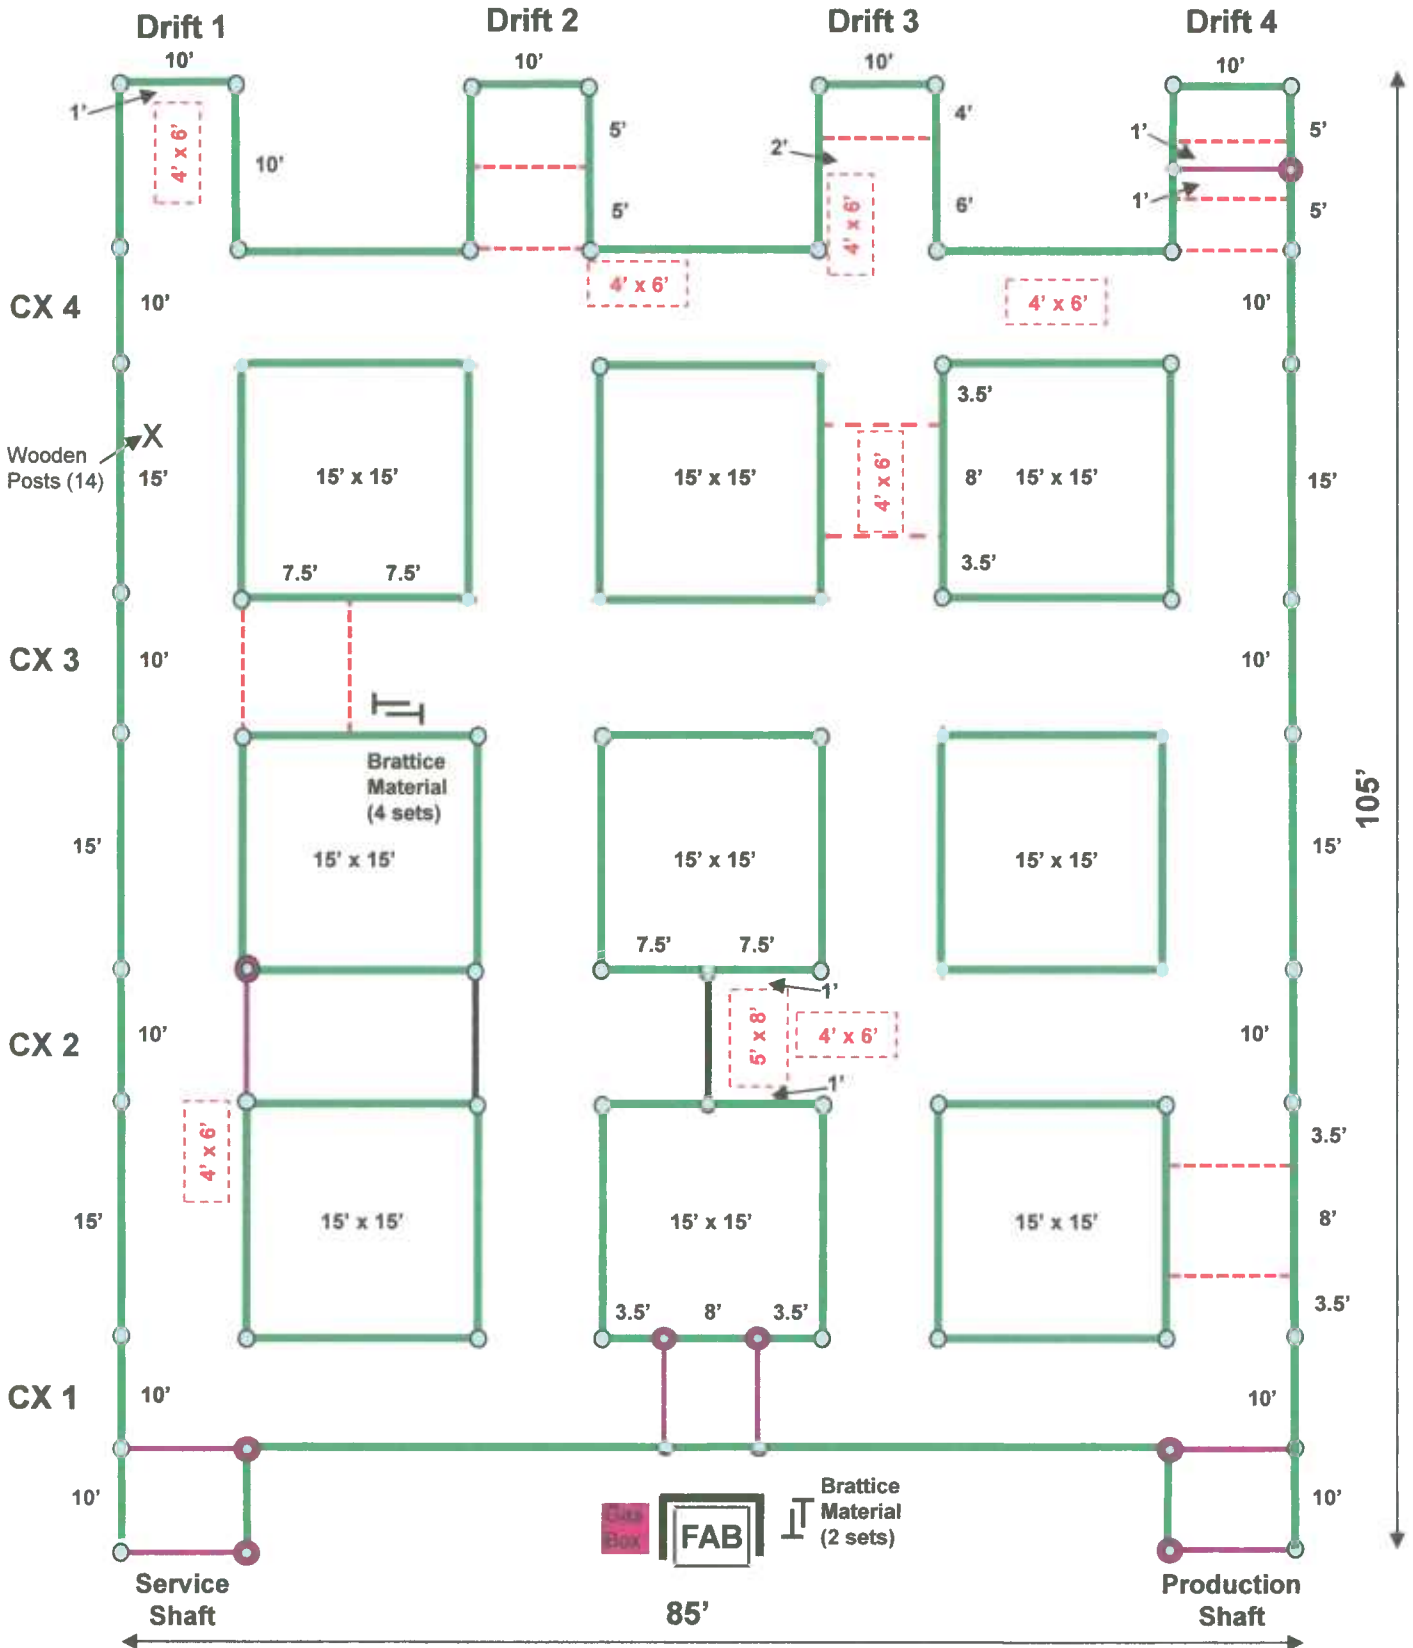 Drift 1
Drift 2
Drift 3
Drift 4
10’
10’
10’
10’
1’
4’ x 6’
10’
5’
5’
4’
2’
6’
4’ x 6’
5’
1’
1’
5’
4’ x 6’
4’ x 6’
CX 4
10’
10’
Wooden
Posts (14)
X
15’
15’ x 15’
7.5’
7.5’
15’ x 15’
4’ x 6’
3.5’
8’
15’ x 15’
3.5’
15’
CX 3
10’
10’
Brattice
Material
(4 sets)
15’
15’ x 15’
15’ x 15’
7.5’
7.5’
15’ x 15’
15’
105’
CX 2
10’
1’
5’ x 8’
4’ x 6’
1’
10’
4’ x 6’
15’
15’ x 15’
15’ x 15’
3.5’
8’
3.5’
15’ x 15’
3.5’
8’
3.5’
CX 1
10’
10’
10’
Gas
Box
FAB
Brattice
Material
(2 sets)
10’
Service
Shaft
85’
Production
Shaft